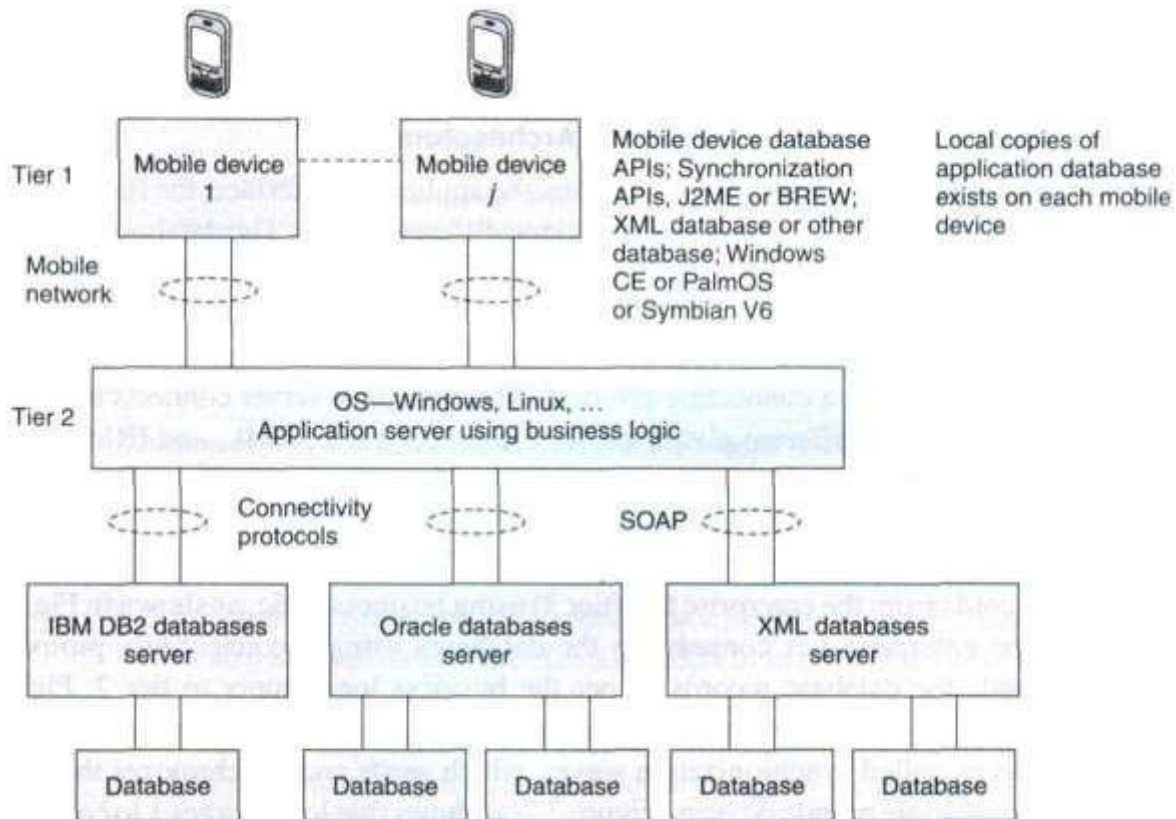 Tier 1
Mobile device
1
Mobile device
j
Mobile device database
APIs; Synchronization
APIs, J2ME or BREW;
XML database or other
database; Windows
CE or PalmOS
or Symbian V6
Local copies of
application database
exists on each mobile
device
Mobile
network
Tier 2
OS—Windows, Linux, ...
Application server using business logic
Connectivity
protocols
SOAP
IBM DB2 databases
server
Oracle databases
server
XML databases
server
Database
Database
Database
Database
Database